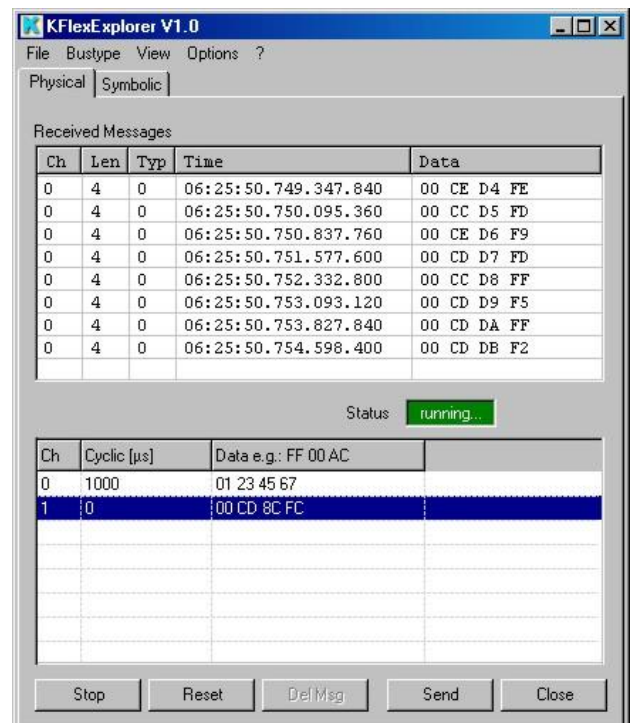 KFlexExplorer V1.0
File Bustype View Options ?
Physical Symbolic
Received Messages
Ch Len Typ Time Data
0 4 0 06:25:50.749.347.840 00 CE D4 FE
0 4 0 06:25:50.750.095.360 00 CC D5 FD
0 4 0 06:25:50.750.837.760 00 CE D6 F9
0 4 0 06:25:50.751.577.600 00 CD D7 FD
0 4 0 06:25:50.752.332.800 00 CC D8 FF
0 4 0 06:25:50.753.093.120 00 CD D9 F5
0 4 0 06:25:50.753.827.840 00 CD DA FF
0 4 0 06:25:50.754.598.400 00 CD DB F2
Status running...
Ch Cyclic [µs] Data e.g.: FF 00 AC
0 1000 01 23 45 67
1 0 00 CD 8C FC
Stop Reset Del Msg Send Close